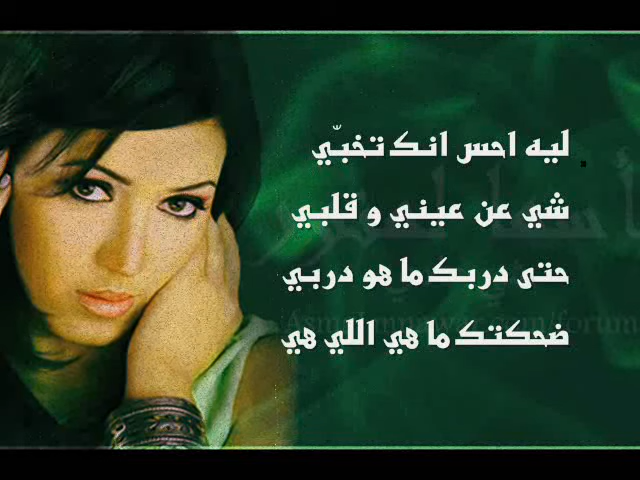 ليه احس انك تخبّي
شي عن عيني و قلبي
حتى دربك ما هو دربي
ضحكتك ما هي اللي هي